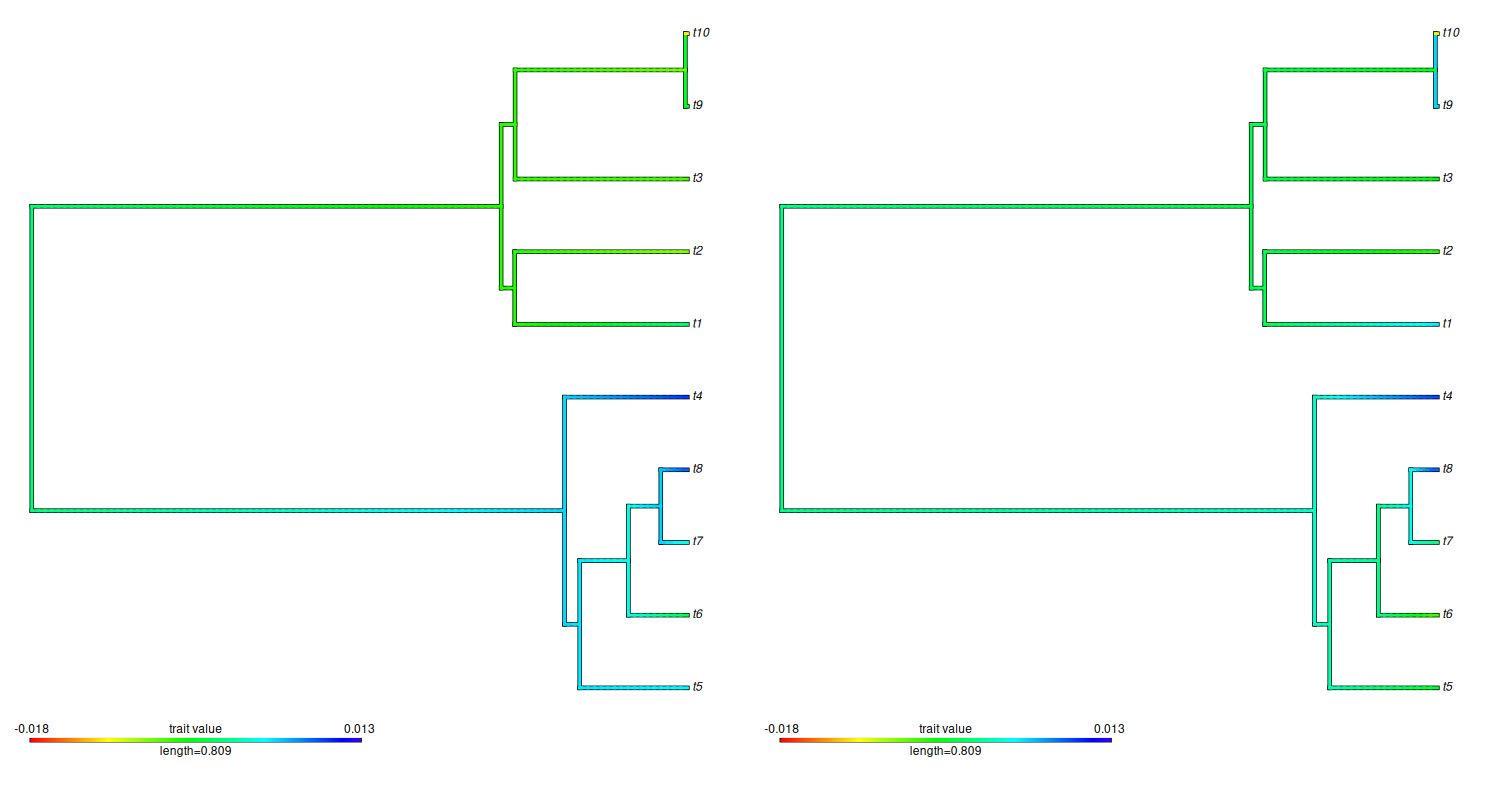 t10
t9
t3
t2
t1
t4
t8
t7
t6
t5
-0.018 trait value 0.013
length=0.809
t10
t9
t3
t2
t1
t4
t8
t7
t6
t5
-0.018 trait value 0.013
length=0.809